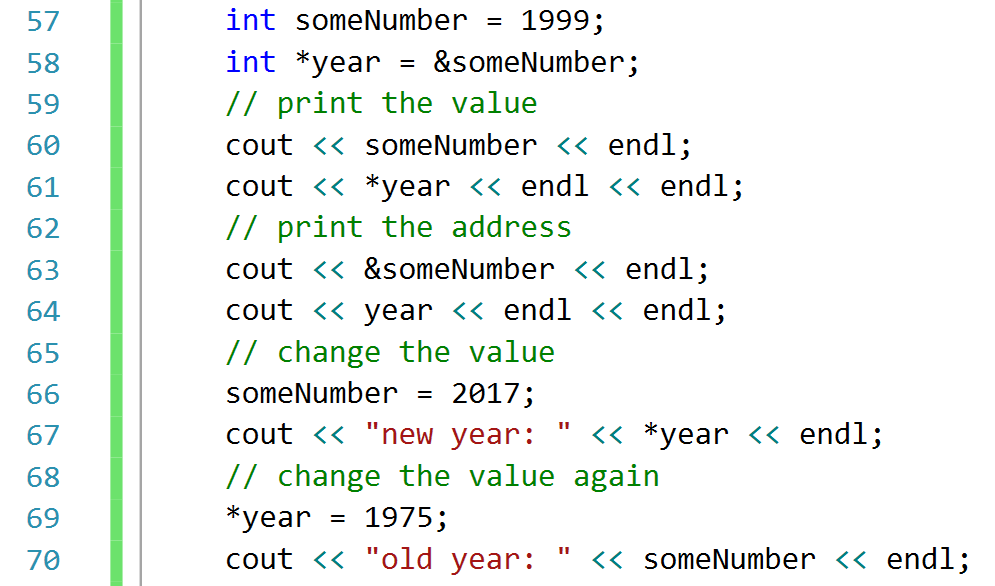 57 int someNumber = 1999;
58 int *year = &someNumber;
59 // print the value
60 cout << someNumber << endl;
61 cout << *year << endl << endl;
62 // print the address
63 cout << &someNumber << endl;
64 cout << year << endl << endl;
65 // change the value
66 someNumber = 2017;
67 cout << "new year: " << *year << endl;
68 // change the value again
69 *year = 1975;
70 cout << "old year: " << someNumber << endl;